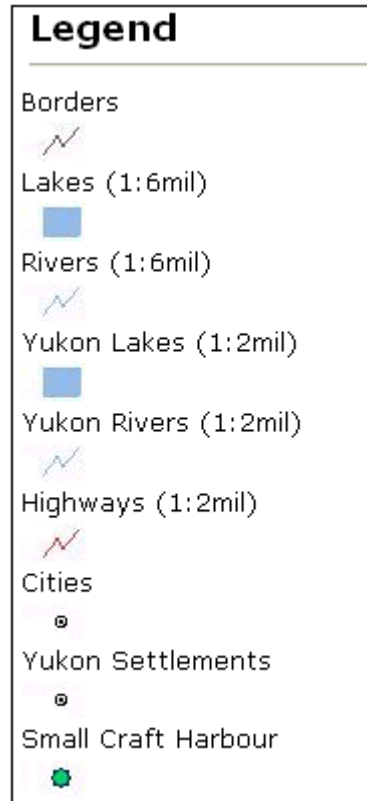 Legend
Borders
Lakes (1:6mil)
Rivers (1:6mil)
Yukon Lakes (1:2mil)
Yukon Rivers (1:2mil)
Highways (1:2mil)
Cities
Yukon Settlements
Small Craft Harbour